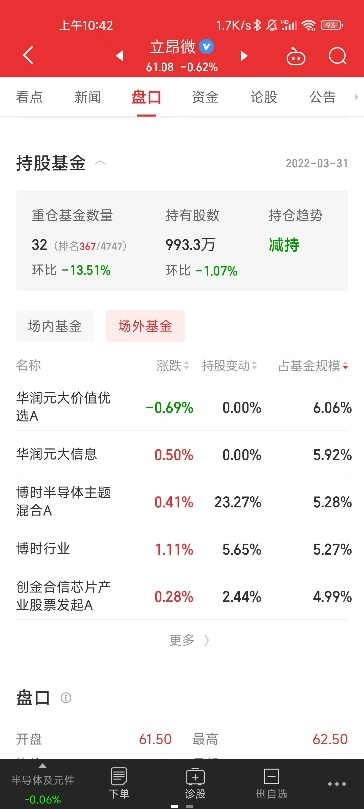 上午10:42 1.7K/s 93
立昂微
61.08 -0.62%
看点 新闻 盘口 资金 论股 公告
持股基金 2022-03-31
重仓基金数量 持有股数 持仓趋势
32 (排名367/4747) 993.3万 减持
环比 -13.51% 环比 -1.07%
场内基金 场外基金
名称 涨跌 持股变动 占基金规模
华润元大价值优
选A -0.69% 0.00% 6.06%
华润元大信息 0.50% 0.00% 5.92%
博时半导体主题
混合A 0.41% 23.27% 5.28%
博时行业 1.11% 5.65% 5.27%
创金合信芯片产
业股票发起A 0.28% 2.44% 4.99%
更多
盘口
开盘 61.50 最高 62.50
半导体及元件
-0.06%
下单 诊股 删自选